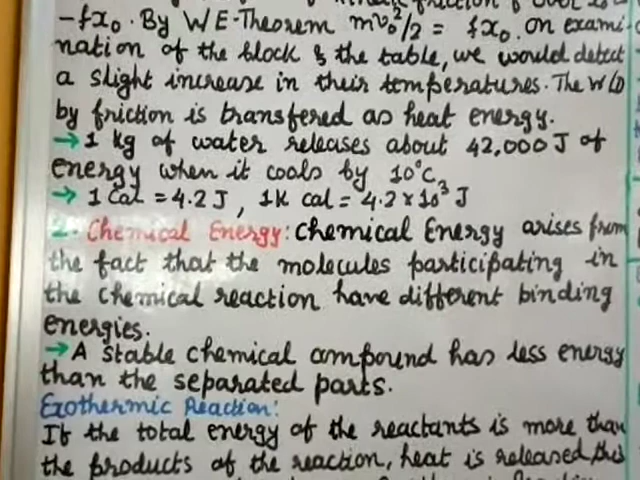 -fx₀. By WE-Theorem mv₀²/2 = fx₀. On exami
nation of the block & the table, we would detect
a slight increase in their temperatures. The W/D
by friction is transfered as heat energy.
→ 1 kg of water releases about 42,000 J of
energy when it cools by 10°C.
→ 1 Cal = 4.2 J, 1K cal = 4.2 x 10³ J
2. Chemical Energy: Chemical Energy arises from
the fact that the molecules participating in
the chemical reaction have different binding
energies.
→ A stable chemical compound has less energy
than the separated parts.
Exothermic Reaction:
If the total energy of the reactants is more than
the products of the reaction, heat is released, this